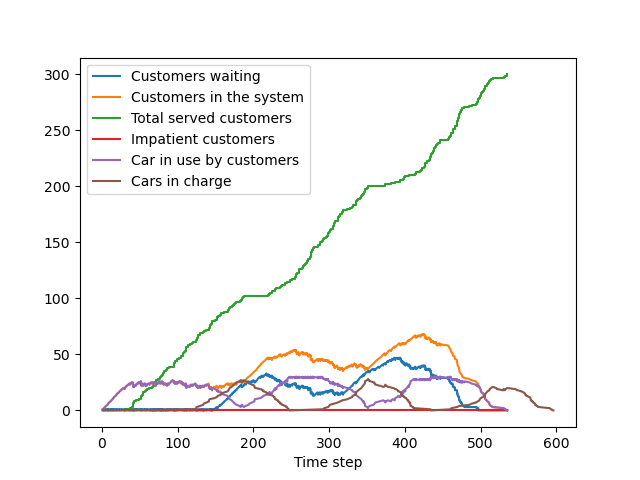 Customers waiting
Customers in the system
Total served customers
Impatient customers
Car in use by customers
Cars in charge
300
250
200
150
100
50
0
0 100 200 300 400 500 600
Time step